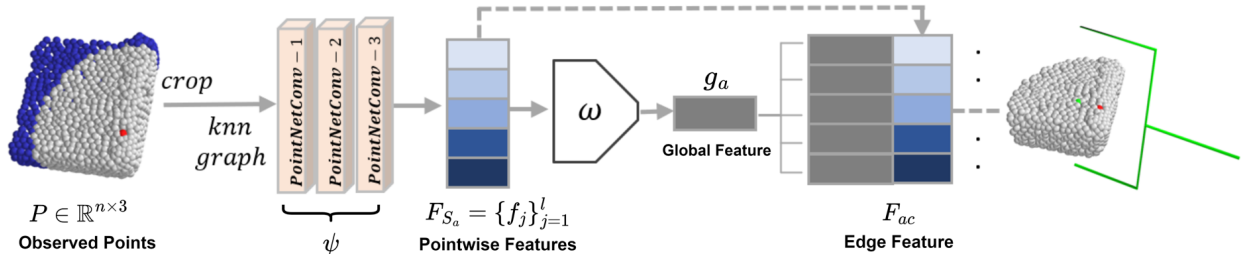 crop
knn
graph
PointNetConv - 1
PointNetConv - 2
PointNetConv - 3
ω
g_a
Global Feature
P ∈ ℝ^{n×3}
Observed Points
ψ
F_{S_a} = {f_j}_{j=1}^l
Pointwise Features
F_{ac}
Edge Feature